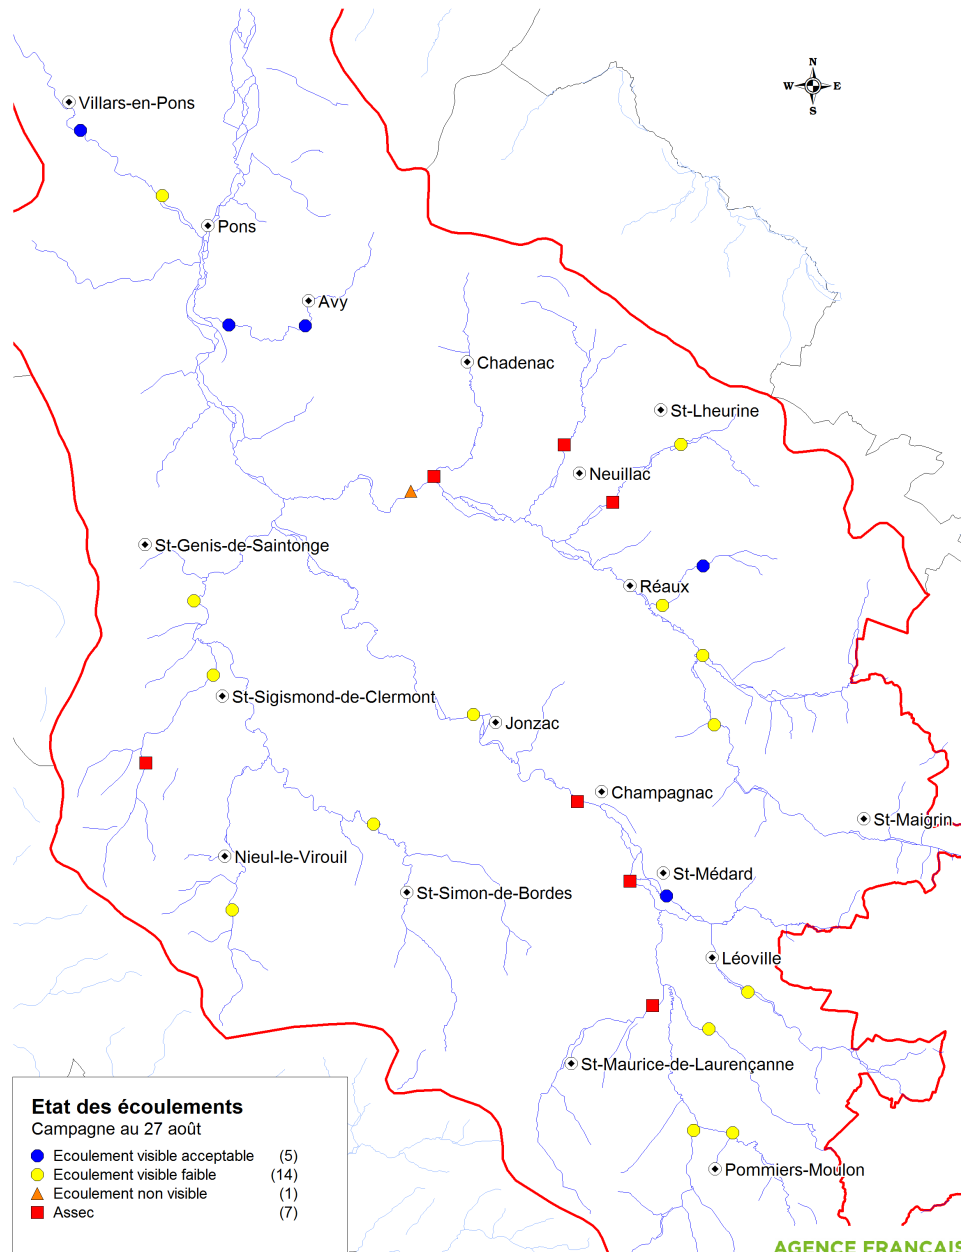 N
W E
S
Villars-en-Pons
Pons
Avy
Chadenac
St-Lheurine
Neuillac
St-Genis-de-Saintonge
Réaux
St-Sigismond-de-Clermont
Jonzac
Champagnac
St-Maigrin
Nieul-le-Virouil
St-Médard
St-Simon-de-Bordes
Léoville
St-Maurice-de-Laurençanne
Pommiers-Moulon
Etat des écoulements
Campagne au 27 août
Ecoulement visible acceptable (5)
Ecoulement visible faible (14)
Ecoulement non visible (1)
Assec (7)
AGENCE FRANÇAIS